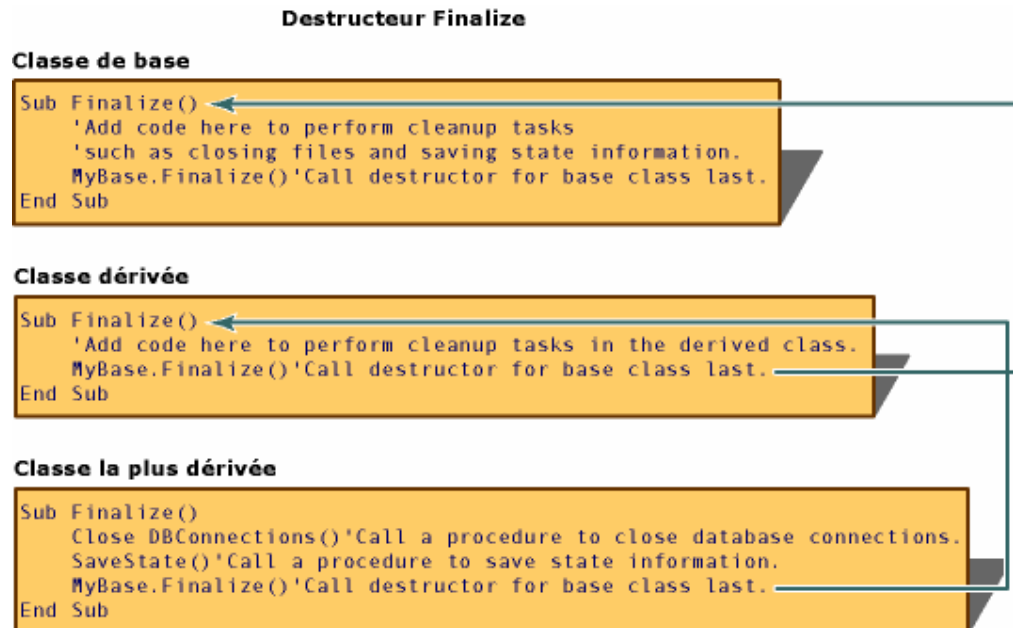 Destructeur Finalize
Classe de base
Sub Finalize()
'Add code here to perform cleanup tasks
'such as closing files and saving state information.
MyBase.Finalize()'Call destructor for base class last.
End Sub
Classe dérivée
Sub Finalize()
'Add code here to perform cleanup tasks in the derived class.
MyBase.Finalize()'Call destructor for base class last.
End Sub
Classe la plus dérivée
Sub Finalize()
Close DBConnections()'Call a procedure to close database connections.
SaveState()'Call a procedure to save state information.
MyBase.Finalize()'Call destructor for base class last.
End Sub